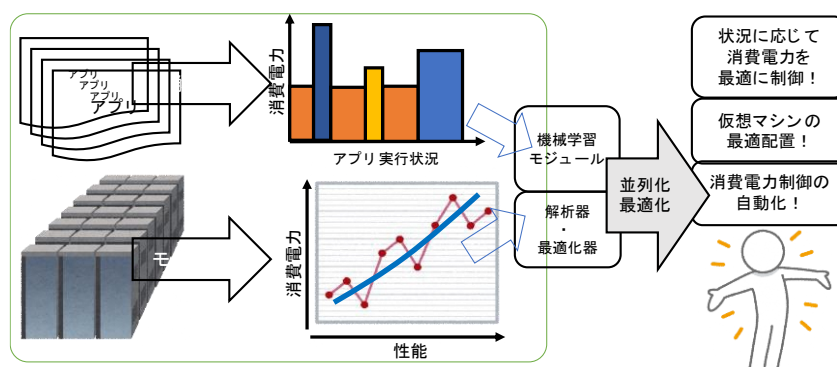 アプリ
アプリ
アプリ
アプリ
モ
消費電力
アプリ実行状況
消費電力
性能
機械学習
モジュール
解析器
・
最適化器
並列化
最適化
状況に応じて
消費電力を
最適に制御！
仮想マシンの
最適配置！
消費電力制御の
自動化！